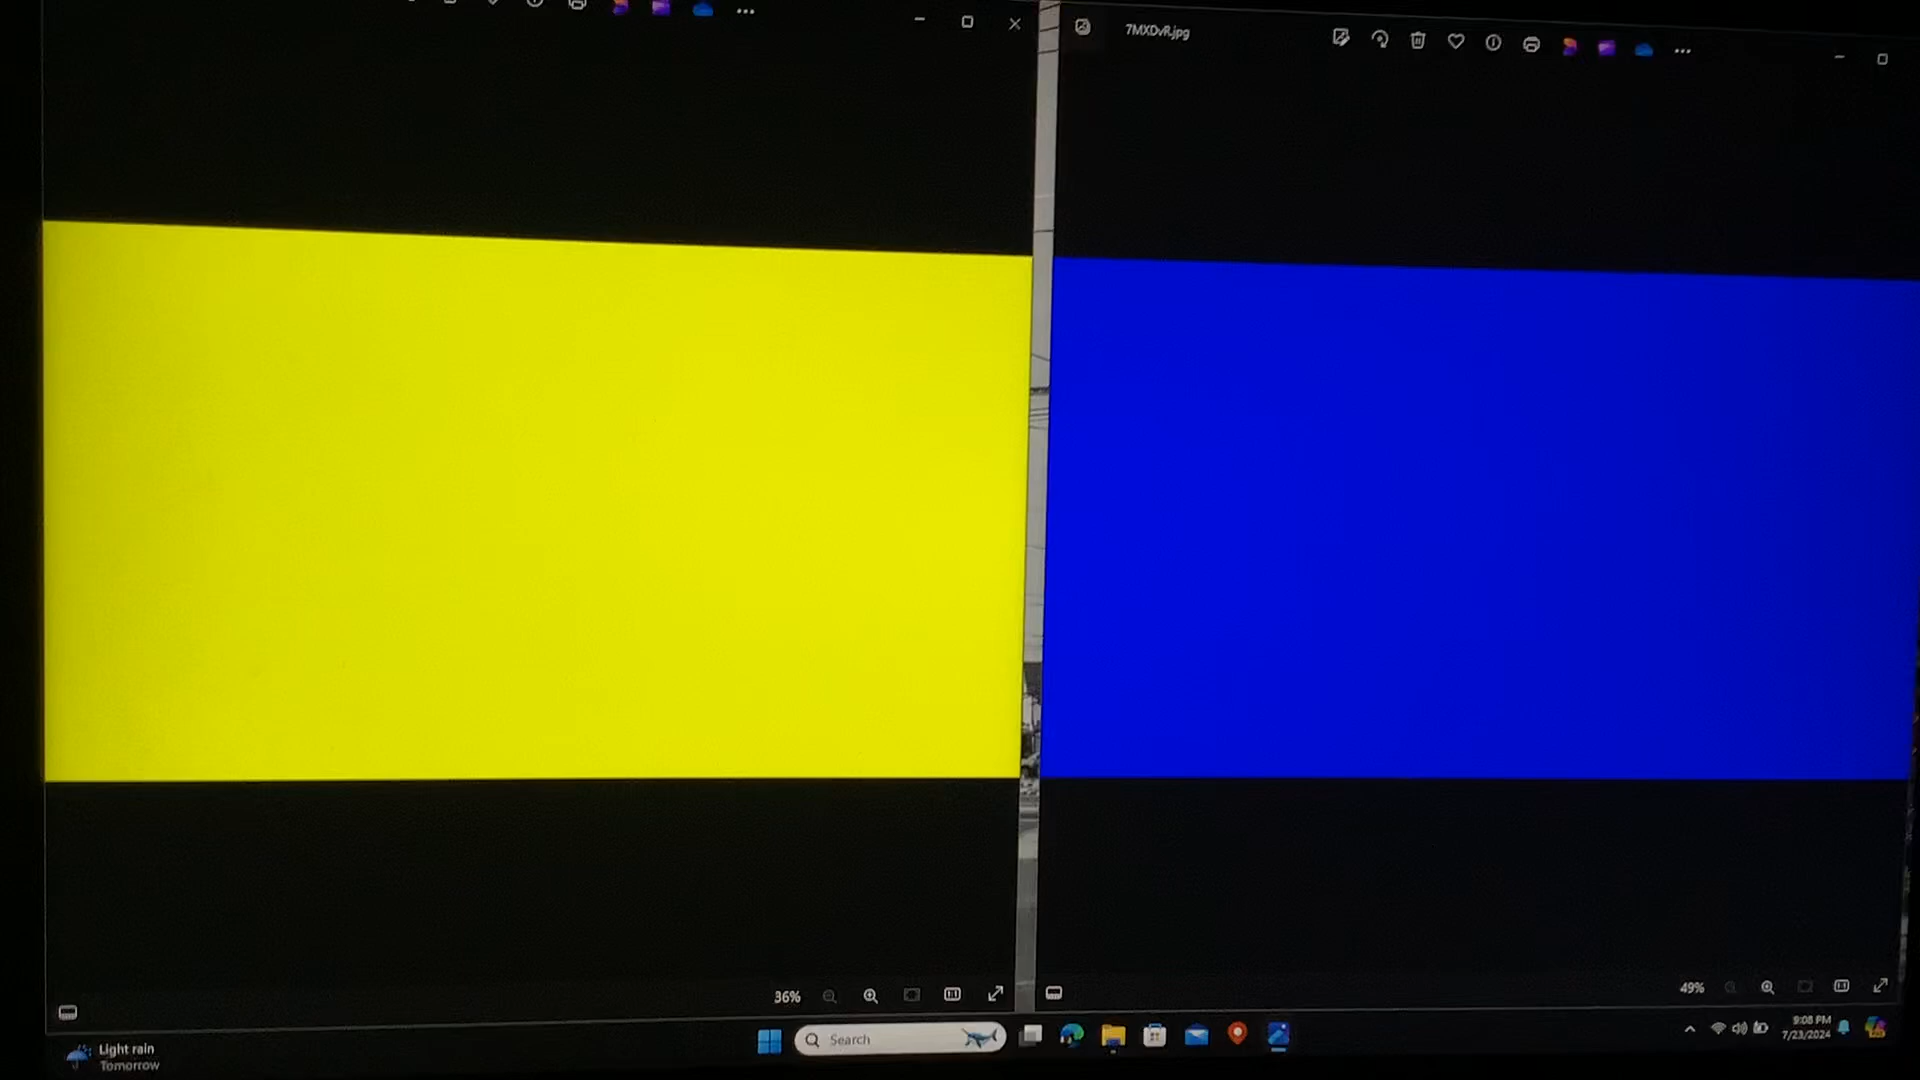 7MXDvR.jpg
36%
49%
Search
Light rain
Tomorrow
9:08 PM
7/23/2024